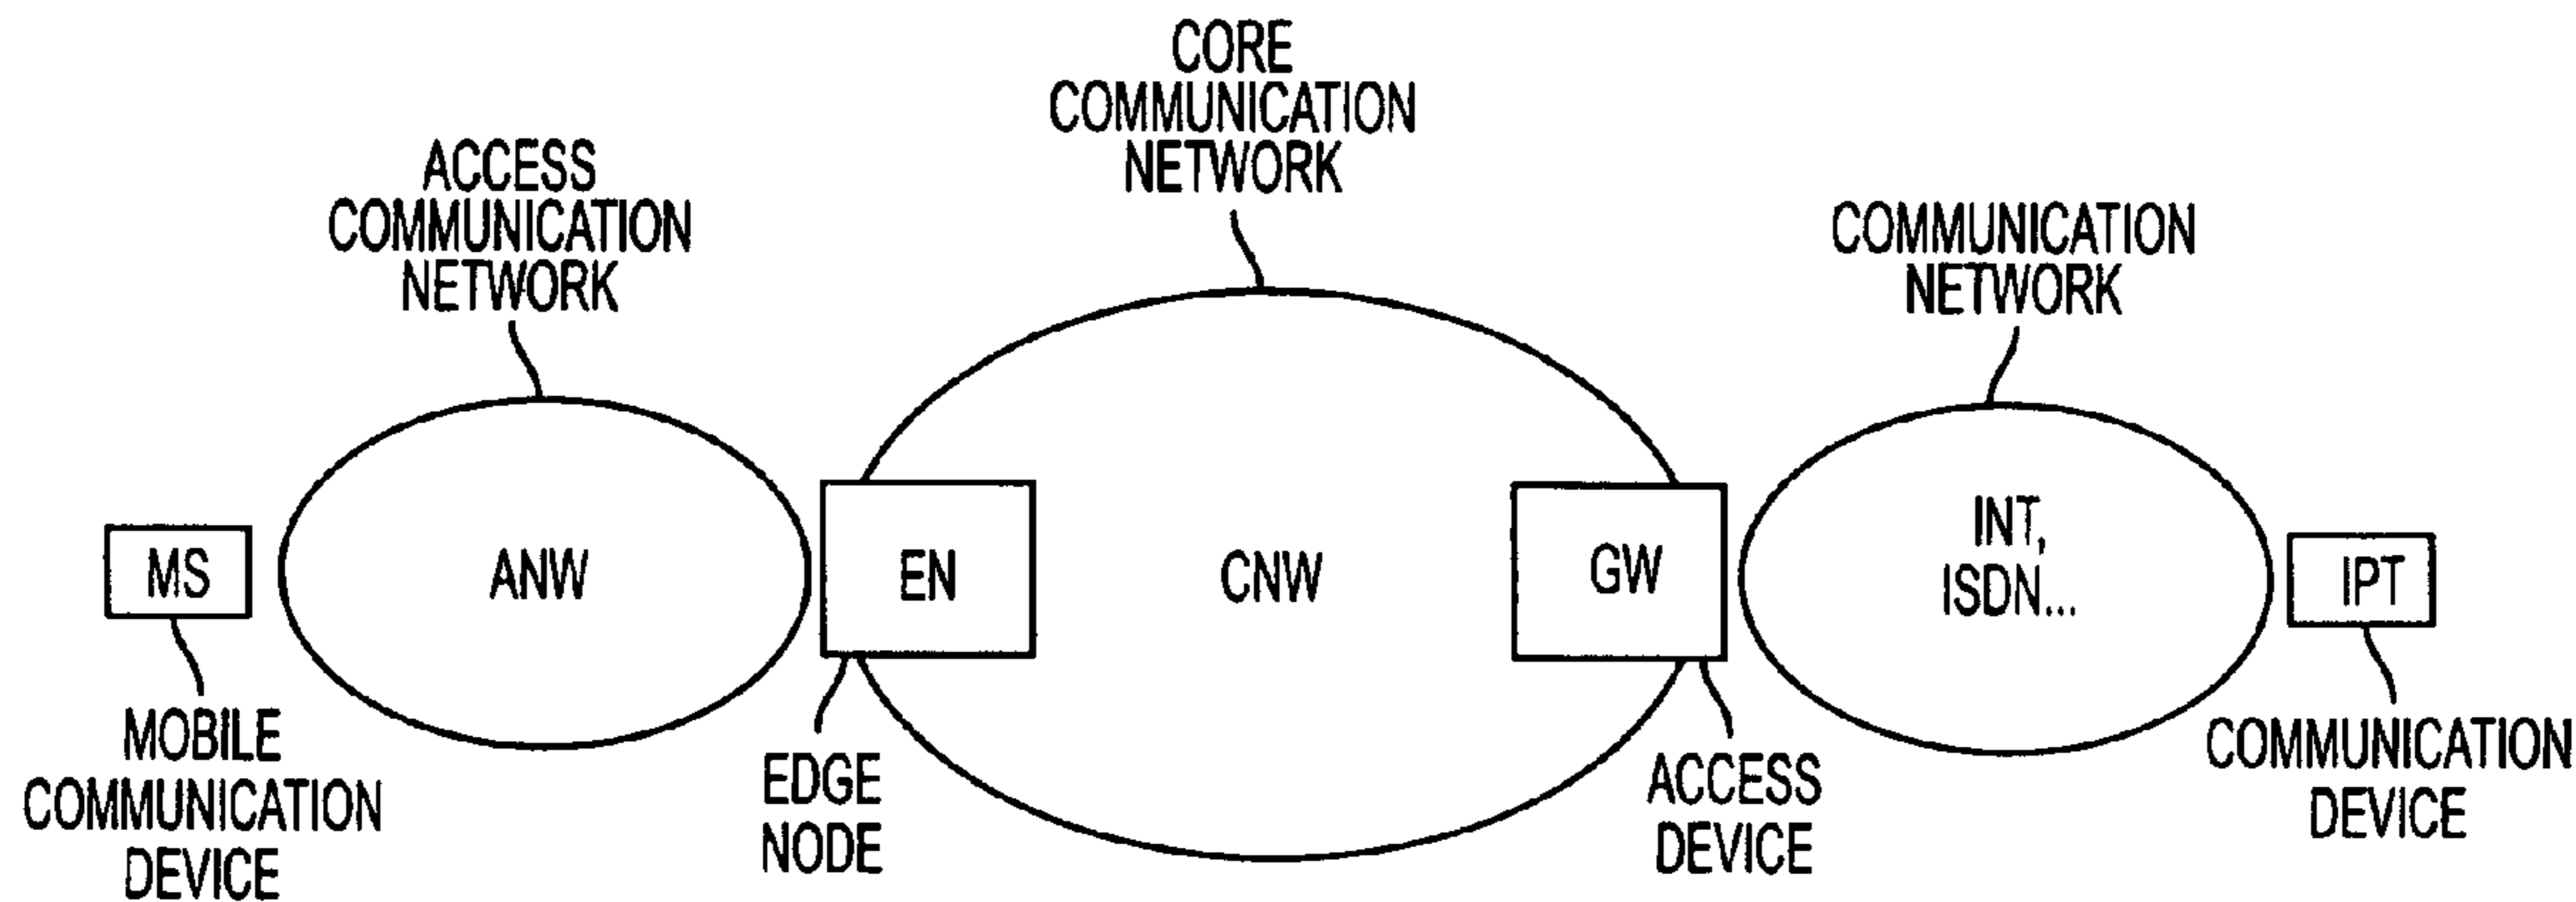 CORE
COMMUNICATION
NETWORK
ACCESS
COMMUNICATION
NETWORK
COMMUNICATION
NETWORK
MS
ANW
EN
CNW
GW
INT,
ISDN...
IPT
MOBILE
COMMUNICATION
DEVICE
EDGE
NODE
ACCESS
DEVICE
COMMUNICATION
DEVICE